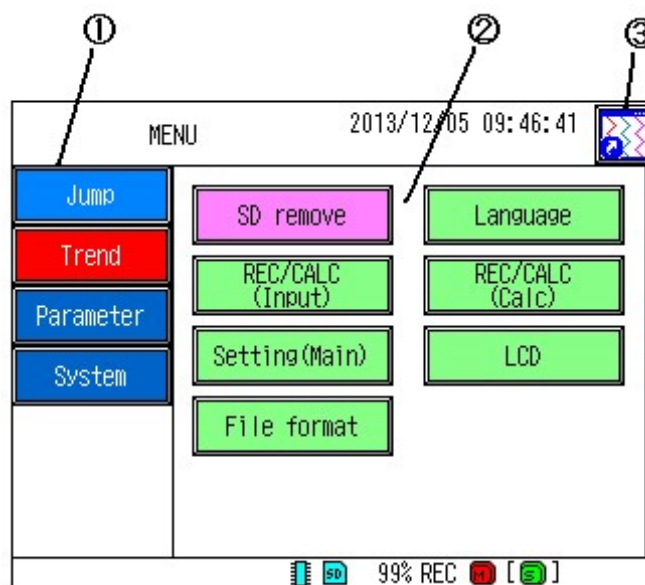 ① ② ③
MENU 2013/12/05 09:46:41
Jump
Trend
Parameter
System
SD remove Language
REC/CALC
(Input)
REC/CALC
(Calc)
Setting(Main) LCD
File format
SD 99% REC M [S]